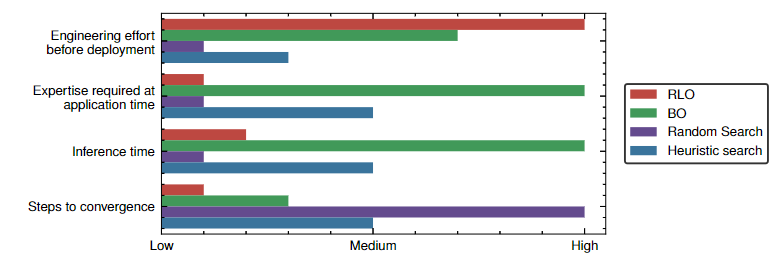 Engineering effort
before deployment
Expertise required at
application time
Inference time
Steps to convergence
Low
Medium
High
RLO
BO
Random Search
Heuristic search